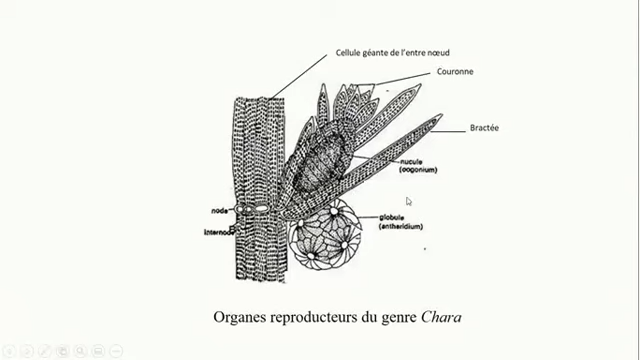 Cellule géante de l'entre nœud
Couronne
Bractée
nucule
(oogonium)
node
globule
(antheridium)
internode
Organes reproducteurs du genre Chara